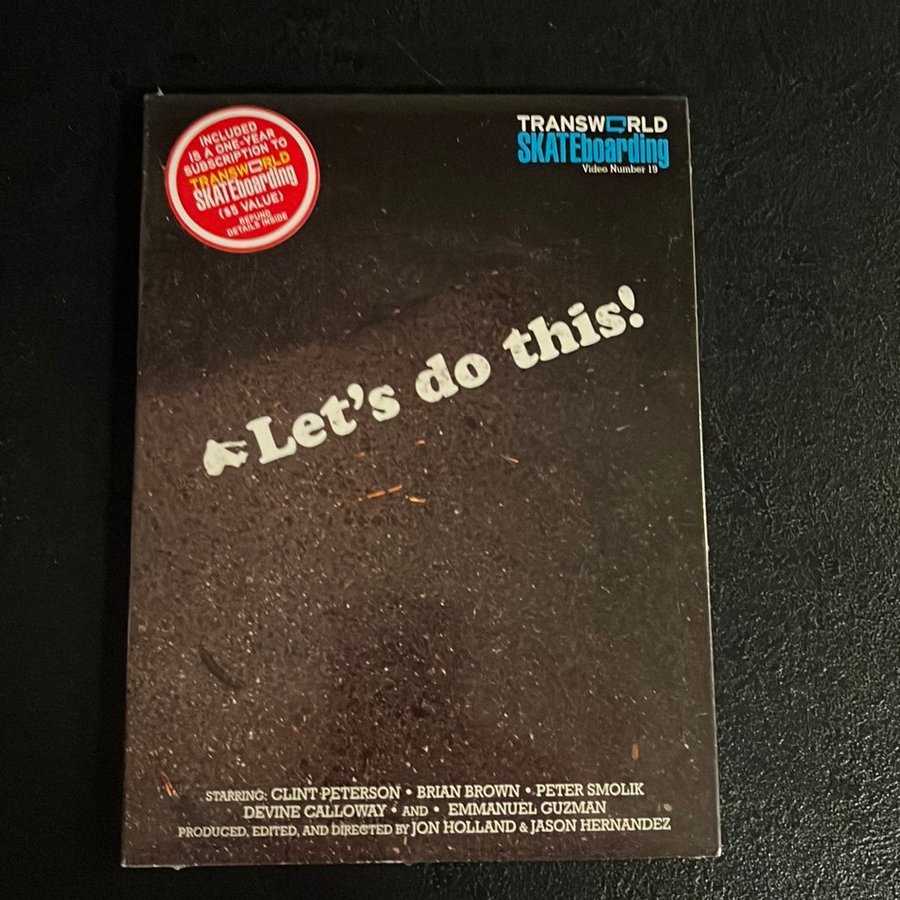 INCLUDED
IS A ONE-YEAR
SUBSCRIPTION TO
TRANSWORLD
SKATEboarding
($5 VALUE)
REFUND
DETAILS INSIDE
TRANSWORLD
SKATEboarding
Video Number 19
Let's do this!
STARRING: CLINT PETERSON • BRIAN BROWN • PETER SMOLIK
DEVINE CALLOWAY • AND • EMMANUEL GUZMAN
PRODUCED, EDITED, AND DIRECTED BY JON HOLLAND & JASON HERNANDEZ